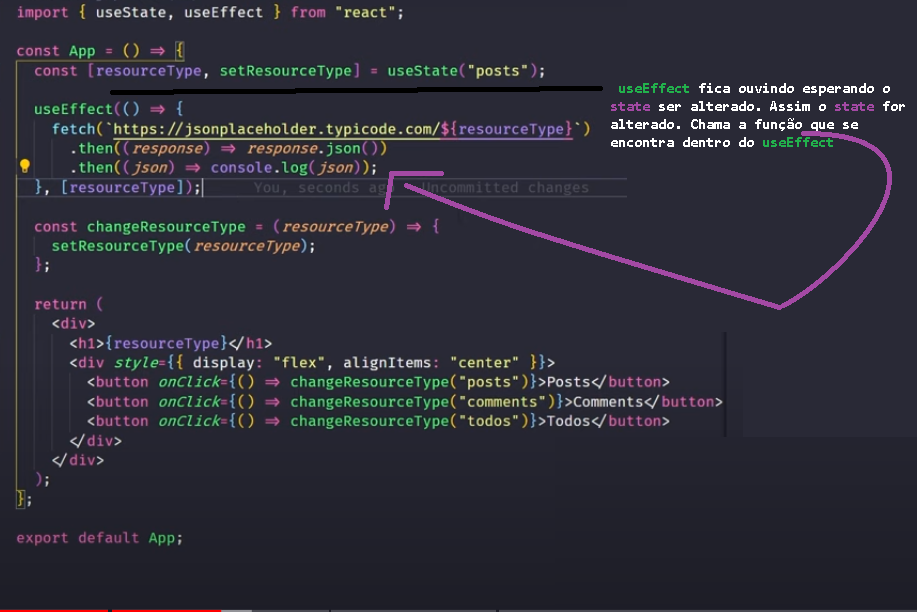 import { useState, useEffect } from "react";
const App = () => {
const [resourceType, setResourceType] = useState("posts");
useEffect(() => {
fetch(`https://jsonplaceholder.typicode.com/${resourceType}`)
.then((response) => response.json())
.then((json) => console.log(json));
}, [resourceType]); You, seconds ago Uncommitted changes
const changeResourceType = (resourceType) => {
setResourceType(resourceType);
};
return (
<div>
<h1>{resourceType}</h1>
<div style={{ display: "flex", alignItems: "center" }}>
<button onClick={() => changeResourceType("posts")}>Posts</button>
<button onClick={() => changeResourceType("comments")}>Comments</button>
<button onClick={() => changeResourceType("todos")}>Todos</button>
</div>
</div>
);
};
export default App;
useEffect fica ouvindo esperando o
state ser alterado. Assim o state for
alterado. Chama a função que se
encontra dentro do useEffect